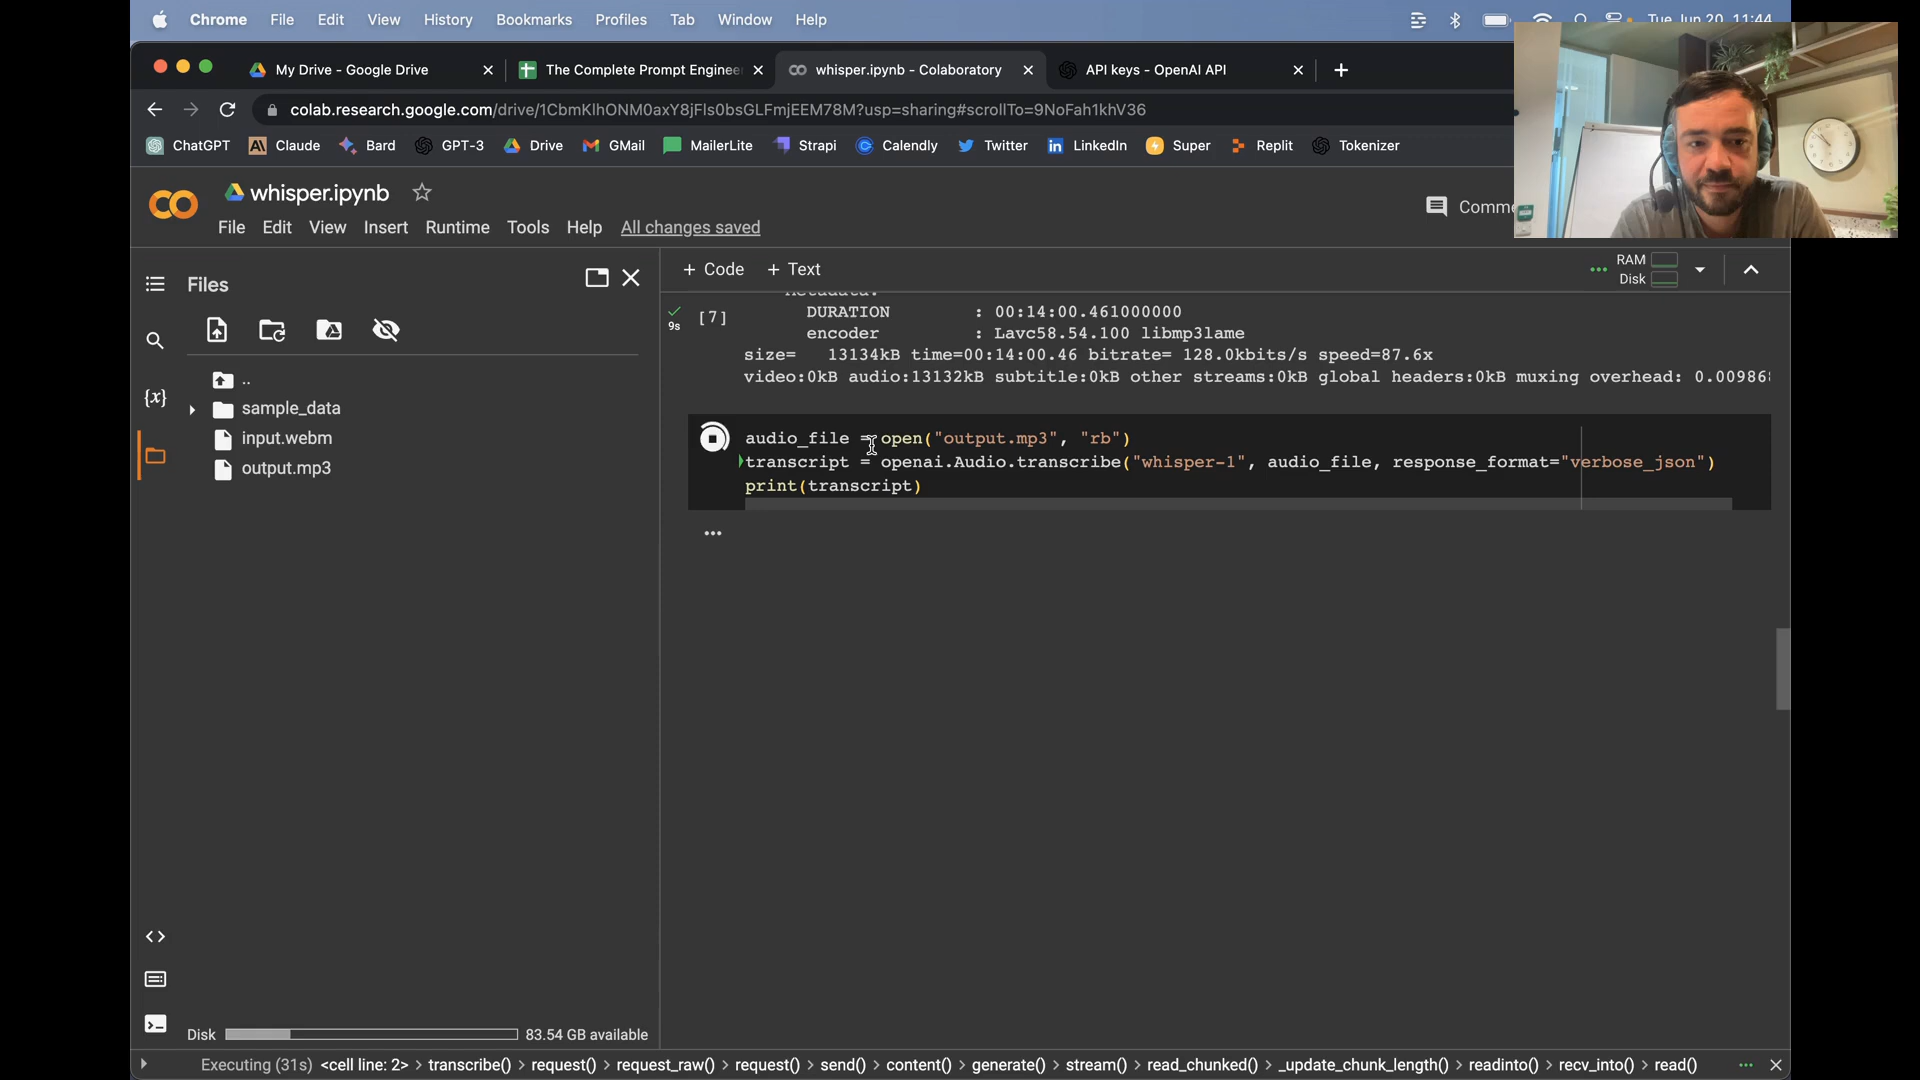 Chrome File Edit View History Bookmarks Profiles Tab Window Help Tue Jun 20 11:44
My Drive - Google Drive
The Complete Prompt Enginee
whisper.ipynb - Colaboratory
API keys - OpenAI API
colab.research.google.com/drive/1CbmKlhONM0axY8jFls0bsGLFmjEEM78M?usp=sharing#scrollTo=9NoFah1khV36
ChatGPT Claude Bard GPT-3 Drive GMail MailerLite Strapi Calendly Twitter LinkedIn Super Replit Tokenizer
whisper.ipynb
Comme
File Edit View Insert Runtime Tools Help All changes saved
Files
+ Code + Text
RAM
Disk
..
sample_data
input.webm
output.mp3
{x}
Metadata:
9s
[7]
DURATION : 00:14:00.461000000
encoder : Lavc58.54.100 libmp3lame
size= 13134kB time=00:14:00.46 bitrate= 128.0kbits/s speed=87.6x
video:0kB audio:13132kB subtitle:0kB other streams:0kB global headers:0kB muxing overhead: 0.00986
audio_file = open("output.mp3", "rb")
transcript = openai.Audio.transcribe("whisper-1", audio_file, response_format="verbose_json")
print(transcript)
Disk 83.54 GB available
Executing (31s) <cell line: 2> > transcribe() > request() > request_raw() > request() > send() > content() > generate() > stream() > read_chunked() > _update_chunk_length() > readinto() > recv_into() > read()